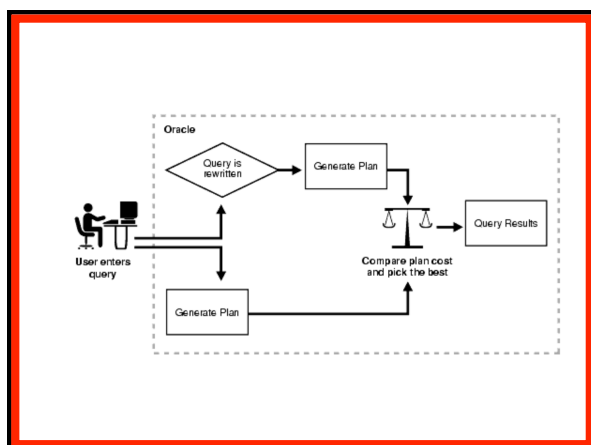 Oracle
Query is
rewritten
Generate Plan
Query Results
User enters
query
Compare plan cost
and pick the best
Generate Plan